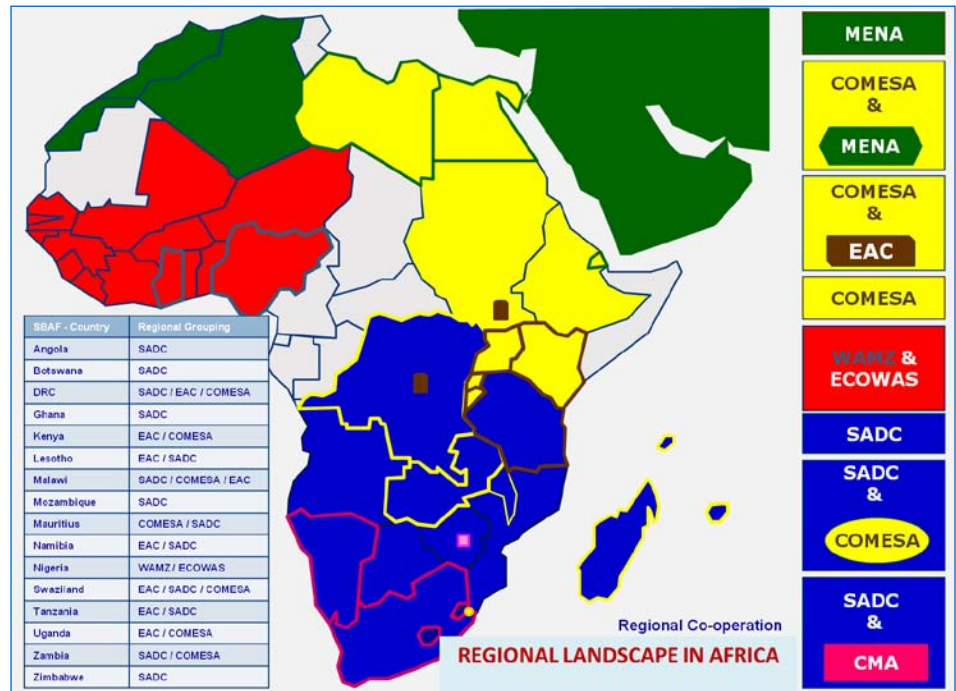 MENA
COMESA
&
MENA
COMESA
&
EAC
COMESA
WAMZ &
ECOWAS
SADC
SADC
&
COMESA
SADC
&
CMA
SBAF - Country Regional Grouping
Angola SADC
Botswana SADC
DRC SADC / EAC / COMESA
Ghana SADC
Kenya EAC / COMESA
Lesotho EAC / SADC
Malawi SADC / COMESA / EAC
Mozambique SADC
Mauritius COMESA / SADC
Namibia EAC / SADC
Nigeria WAMZ / ECOWAS
Swaziland EAC / SADC / COMESA
Tanzania EAC / SADC
Uganda EAC / COMESA
Zambia SADC / COMESA
Zimbabwe SADC
Regional Co-operation
REGIONAL LANDSCAPE IN AFRICA